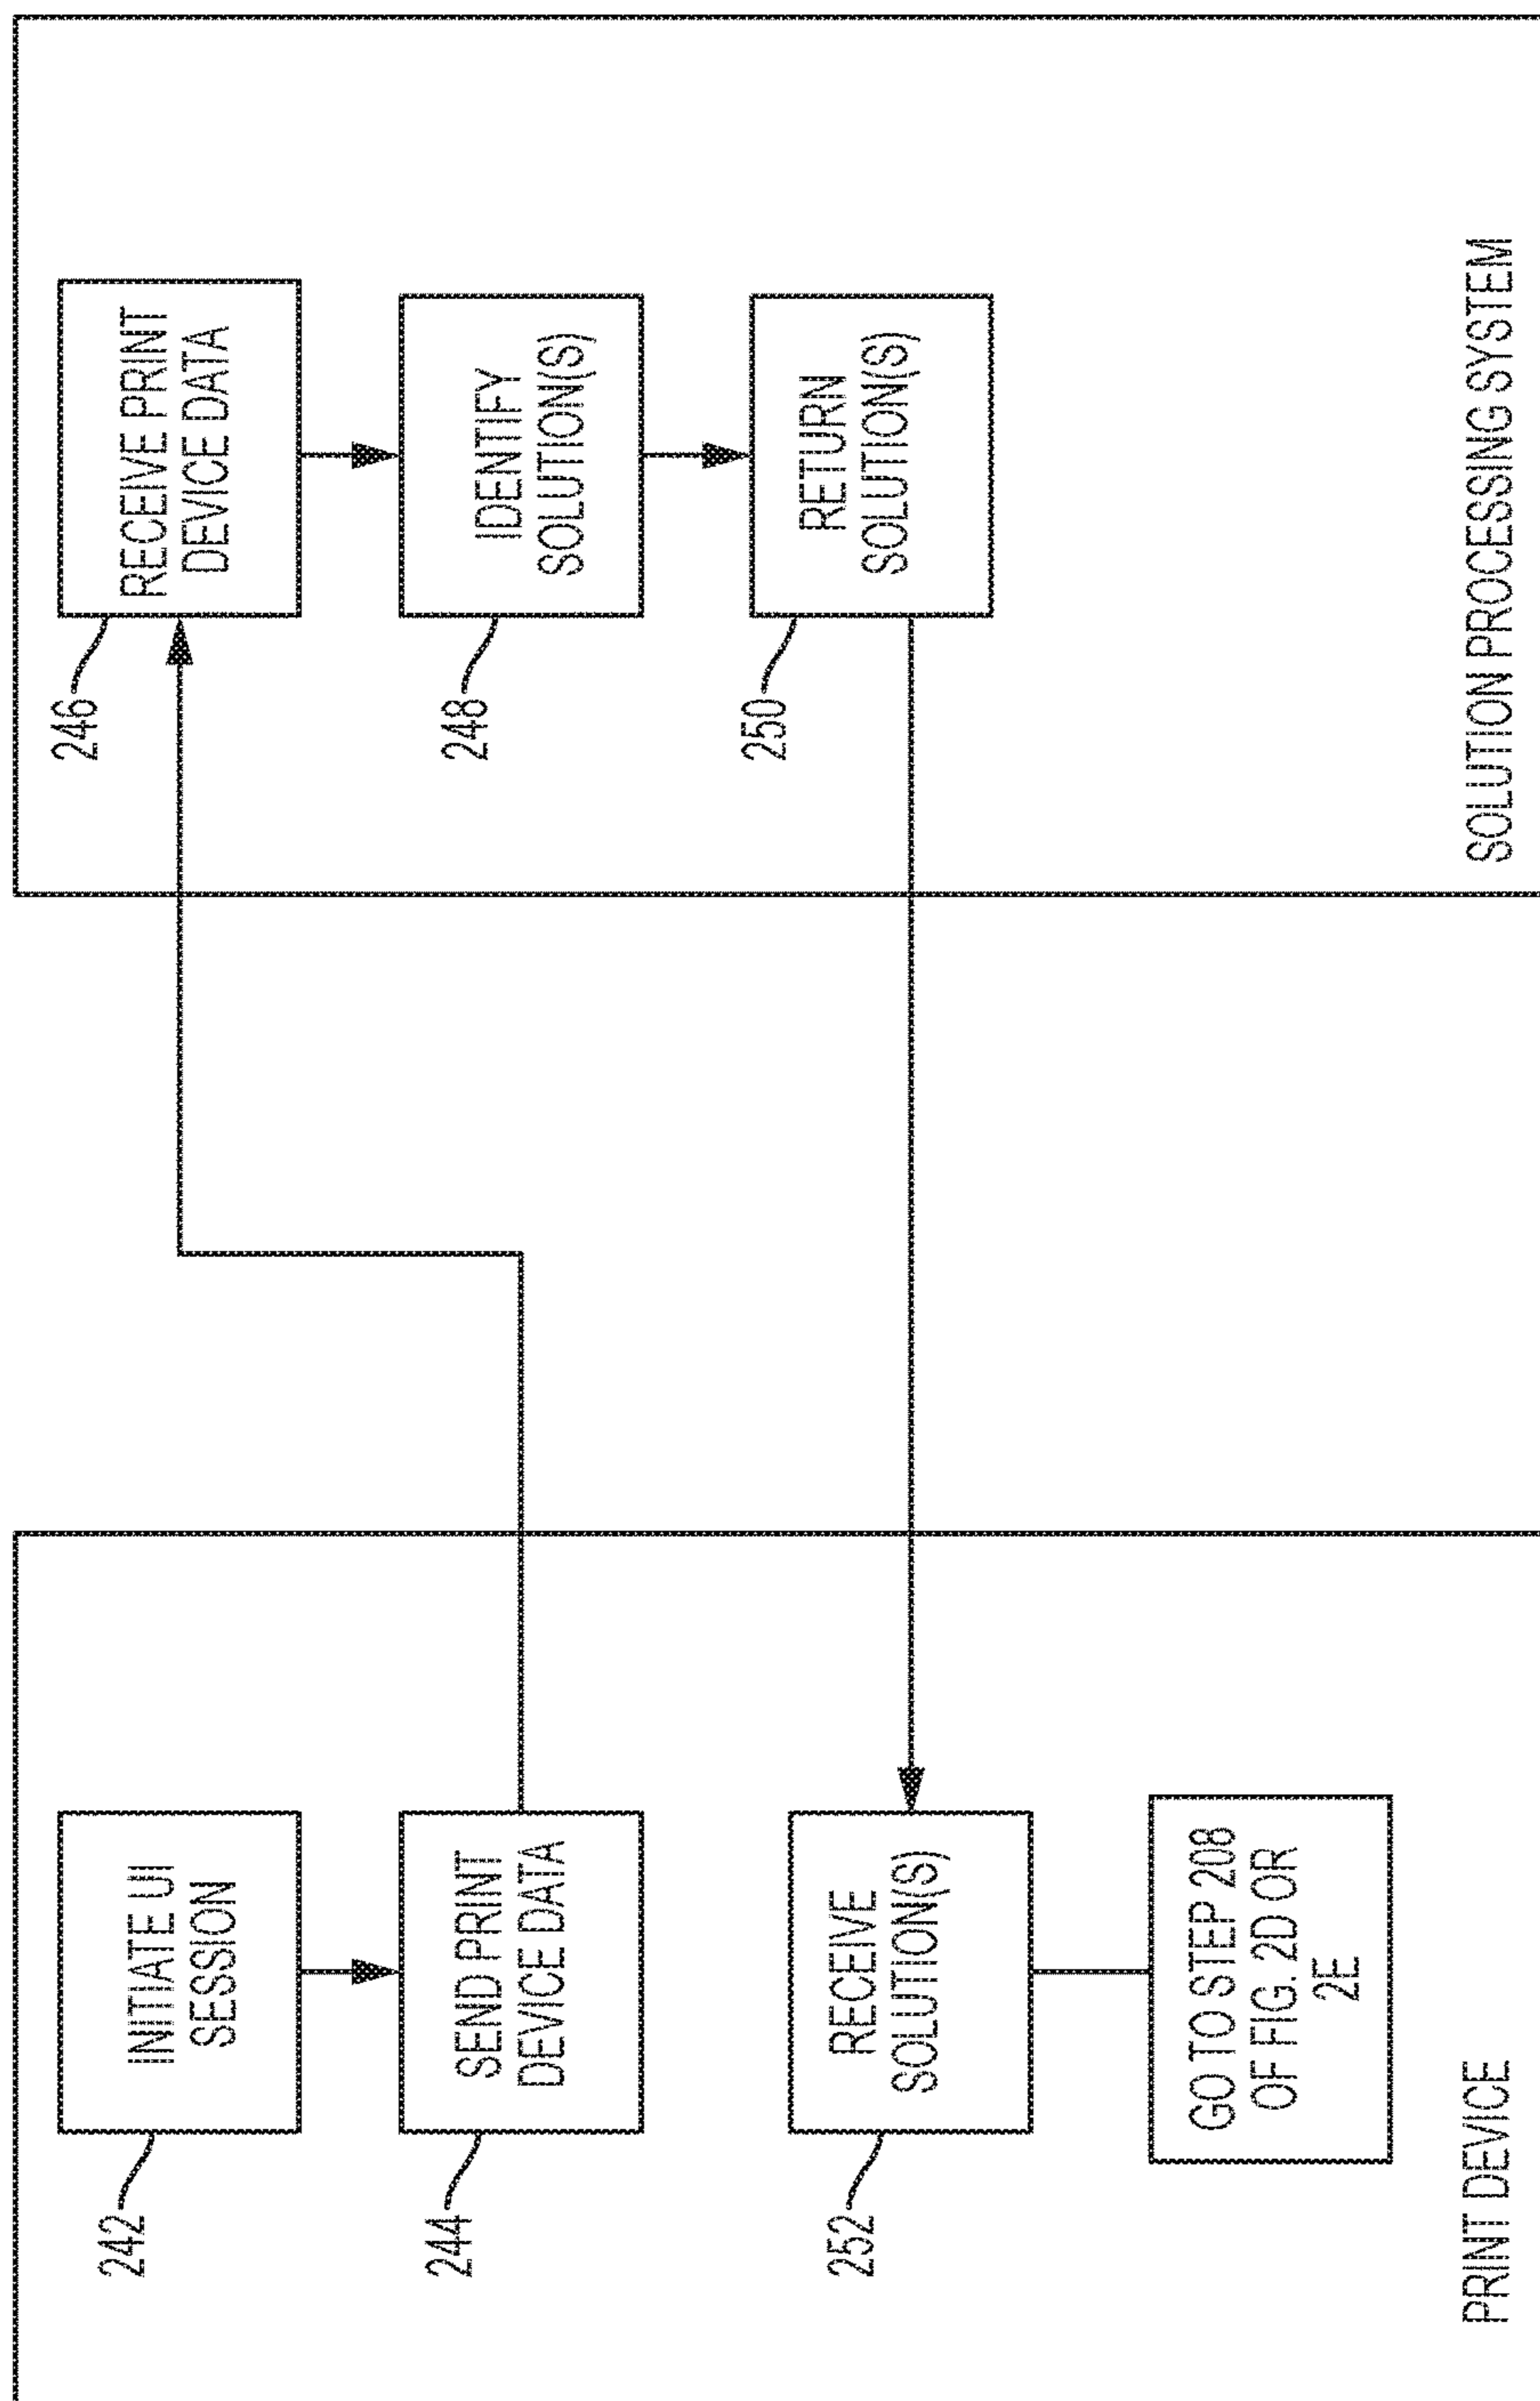 242
INITIATE UI
SESSION
244
SEND PRINT
DEVICE DATA
252
RECEIVE
SOLUTION(S)
GO TO STEP 208
OF FIG. 2D OR
2E
PRINT DEVICE
246
RECEIVE PRINT
DEVICE DATA
248
IDENTIFY
SOLUTION(S)
250
RETURN
SOLUTION(S)
SOLUTION PROCESSING SYSTEM